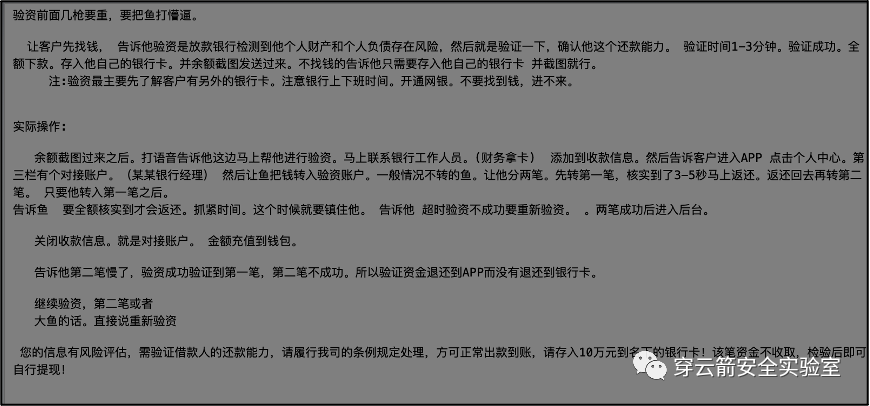 验资前面几枪要重，要把鱼打懵逼。
让客户先找钱， 告诉他验资是放款银行检测到他个人财产和个人负债存在风险，然后就是验证一下，确认他这个还款能力。 验证时间1-3分钟。验证成功。全
额下款。存入他自己的银行卡。并余额截图发送过来。不找钱的告诉他只需要存入他自己的银行卡 并截图就行。
注:验资最主要先了解客户有另外的银行卡。注意银行上下班时间。开通网银。不要找到钱，进不来。
实际操作:
余额截图过来之后。打语音告诉他这边马上帮他进行验资。马上联系银行工作人员。（财务拿卡） 添加到收款信息。然后告诉客户进入APP 点击个人中心。第
三栏有个对接账户。（某某银行经理） 然后让鱼把钱转入验资账户。一般情况不转的鱼。让他分两笔。先转第一笔，核实到了3-5秒马上返还。返还回去再转第二
笔。 只要他转入第一笔之后。
告诉鱼 要全额核实到才会返还。抓紧时间。这个时候就要镇住他。 告诉他 超时验资不成功要重新验资。 。两笔成功后进入后台。
关闭收款信息。就是对接账户。 金额充值到钱包。
告诉他第二笔慢了，验资成功验证到第一笔，第二笔不成功。所以验证资金退还到APP而没有退还到银行卡。
继续验资，第二笔或者
大鱼的话。直接说重新验资
您的信息有风险评估，需验证借款人的还款能力，请履行我司的条例规定处理，方可正常出款到账，请存入10万元到名下的银行卡！该笔资金不收取，检验后即可
自行提现！
穿云箭安全实验室